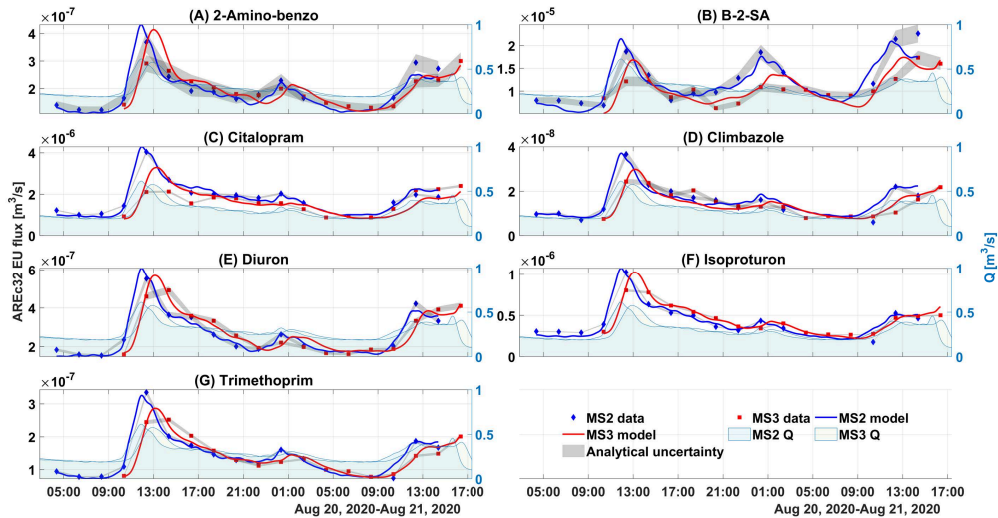 ×10⁻⁷ (A) 2-Amino-benzo
4
3
2
1
0.5
0
×10⁻⁵ (B) B-2-SA
2
1.5
1
1
0.5
0
×10⁻⁶ (C) Citalopram
4
2
0
1
0.5
0
×10⁻⁸ (D) Climbazole
4
2
0
1
0.5
0
×10⁻⁷ (E) Diuron
6
4
2
1
0.5
0
×10⁻⁶ (F) Isoproturon
1
0.5
0
1
0.5
0
×10⁻⁷ (G) Trimethoprim
3
2
1
1
0.5
0
AREc32 EU flux [m³/s]
Q [m³/s]
MS2 data MS3 data MS2 model
MS3 model MS2 Q MS3 Q
Analytical uncertainty
05:00 09:00 13:00 17:00 21:00 01:00 05:00 09:00 13:00 17:00
Aug 20, 2020-Aug 21, 2020
05:00 09:00 13:00 17:00 21:00 01:00 05:00 09:00 13:00 17:00
Aug 20, 2020-Aug 21, 2020